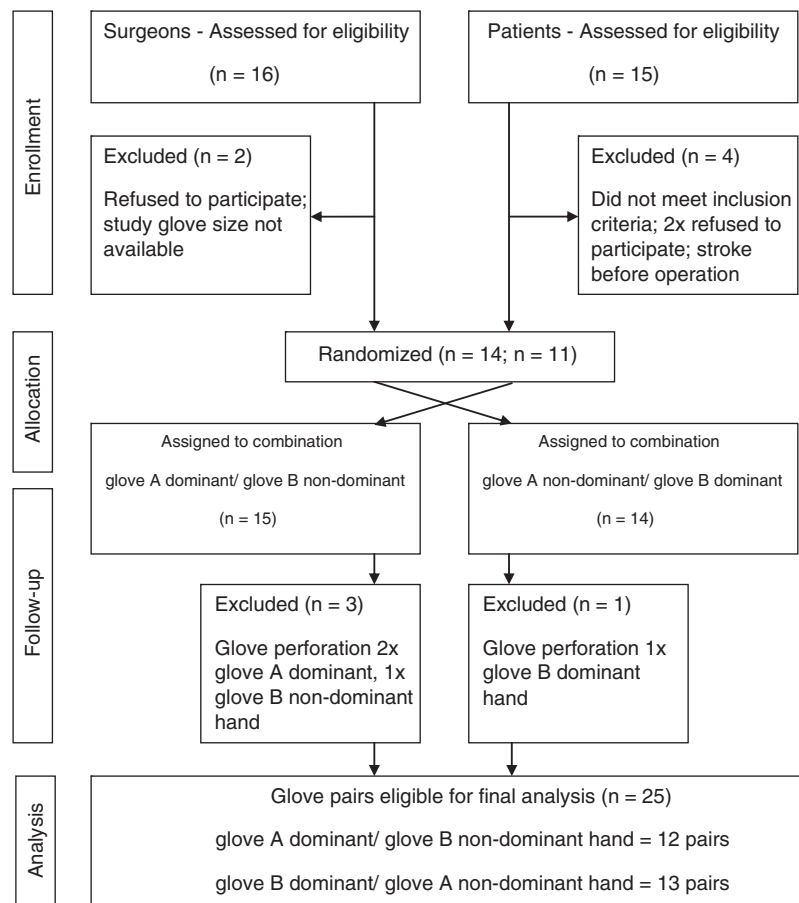 Enrollment
Surgeons - Assessed for eligibility
(n = 16)
Patients - Assessed for eligibility
(n = 15)
Excluded (n = 2)
Refused to participate;
study glove size not
available
Excluded (n = 4)
Did not meet inclusion
criteria; 2x refused to
participate; stroke
before operation
Allocation
Randomized (n = 14; n = 11)
Assigned to combination
glove A dominant/ glove B non-dominant
(n = 15)
Assigned to combination
glove A non-dominant/ glove B dominant
(n = 14)
Follow-up
Excluded (n = 3)
Glove perforation 2x
glove A dominant, 1x
glove B non-dominant
hand
Excluded (n = 1)
Glove perforation 1x
glove B dominant
hand
Analysis
Glove pairs eligible for final analysis (n = 25)
glove A dominant/ glove B non-dominant hand = 12 pairs
glove B dominant/ glove A non-dominant hand = 13 pairs